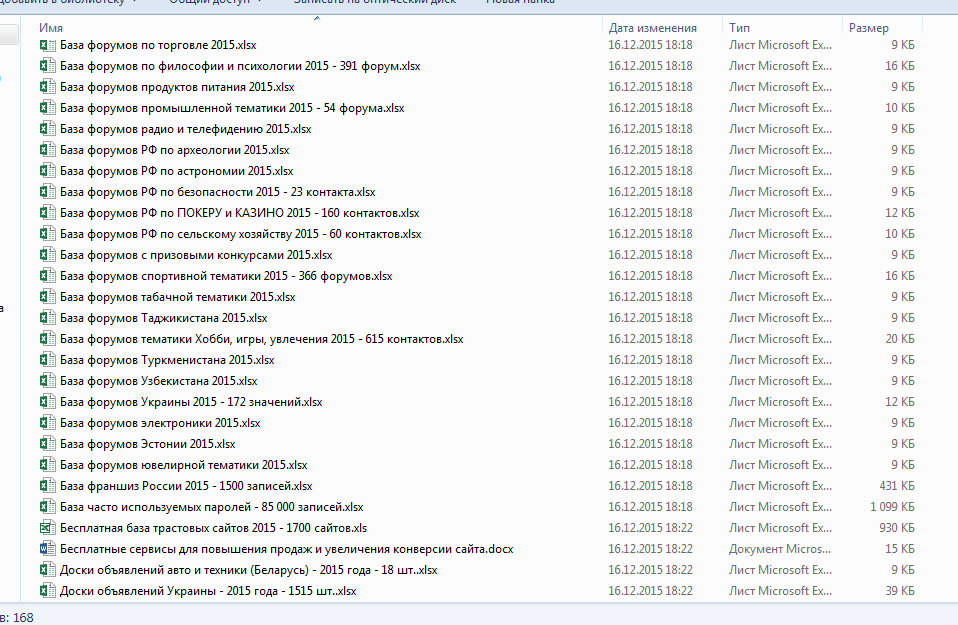 Добавить в библиотеку Общий доступ Записать на оптический диск Новая папка
Имя Дата изменения Тип Размер
База форумов по торговле 2015.xlsx 16.12.2015 18:18 Лист Microsoft Ex... 9 КБ
База форумов по философии и психологии 2015 - 391 форум.xlsx 16.12.2015 18:18 Лист Microsoft Ex... 16 КБ
База форумов продуктов питания 2015.xlsx 16.12.2015 18:18 Лист Microsoft Ex... 9 КБ
База форумов промышленной тематики 2015 - 54 форума.xlsx 16.12.2015 18:18 Лист Microsoft Ex... 10 КБ
База форумов радио и телефидению 2015.xlsx 16.12.2015 18:18 Лист Microsoft Ex... 9 КБ
База форумов РФ по археологии 2015.xlsx 16.12.2015 18:18 Лист Microsoft Ex... 9 КБ
База форумов РФ по астрономии 2015.xlsx 16.12.2015 18:18 Лист Microsoft Ex... 9 КБ
База форумов РФ по безопасности 2015 - 23 контакта.xlsx 16.12.2015 18:18 Лист Microsoft Ex... 9 КБ
База форумов РФ по ПОКЕРУ и КАЗИНО 2015 - 160 контактов.xlsx 16.12.2015 18:18 Лист Microsoft Ex... 12 КБ
База форумов РФ по сельскому хозяйству 2015 - 60 контактов.xlsx 16.12.2015 18:18 Лист Microsoft Ex... 10 КБ
База форумов с призовыми конкурсами 2015.xlsx 16.12.2015 18:18 Лист Microsoft Ex... 9 КБ
База форумов спортивной тематики 2015 - 366 форумов.xlsx 16.12.2015 18:18 Лист Microsoft Ex... 16 КБ
База форумов табачной тематики 2015.xlsx 16.12.2015 18:18 Лист Microsoft Ex... 9 КБ
База форумов Таджикистана 2015.xlsx 16.12.2015 18:18 Лист Microsoft Ex... 9 КБ
База форумов тематики Хобби, игры, увлечения 2015 - 615 контактов.xlsx 16.12.2015 18:18 Лист Microsoft Ex... 20 КБ
База форумов Туркменистана 2015.xlsx 16.12.2015 18:18 Лист Microsoft Ex... 9 КБ
База форумов Узбекистана 2015.xlsx 16.12.2015 18:18 Лист Microsoft Ex... 9 КБ
База форумов Украины 2015 - 172 значений.xlsx 16.12.2015 18:18 Лист Microsoft Ex... 12 КБ
База форумов электроники 2015.xlsx 16.12.2015 18:18 Лист Microsoft Ex... 9 КБ
База форумов Эстонии 2015.xlsx 16.12.2015 18:18 Лист Microsoft Ex... 9 КБ
База форумов ювелирной тематики 2015.xlsx 16.12.2015 18:18 Лист Microsoft Ex... 9 КБ
База франшиз России 2015 - 1500 записей.xlsx 16.12.2015 18:18 Лист Microsoft Ex... 431 КБ
База часто используемых паролей - 85 000 записей.xlsx 16.12.2015 18:18 Лист Microsoft Ex... 1 099 КБ
Бесплатная база трастовых сайтов 2015 - 1700 сайтов.xls 16.12.2015 18:22 Лист Microsoft Ex... 930 КБ
Бесплатные сервисы для повышения продаж и увеличения конверсии сайта.docx 16.12.2015 18:22 Документ Micros... 15 КБ
Доски объявлений авто и техники (Беларусь) - 2015 года - 18 шт..xlsx 16.12.2015 18:22 Лист Microsoft Ex... 9 КБ
Доски объявлений Украины - 2015 года - 1515 шт..xlsx 16.12.2015 18:22 Лист Microsoft Ex... 39 КБ
в: 168